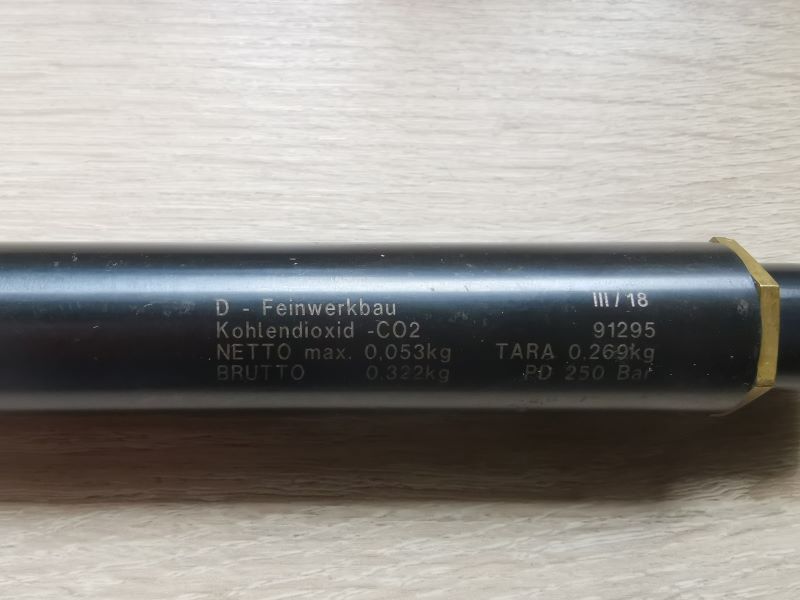 D - Feinwerkbau III / 18
Kohlendioxid -CO2 91295
NETTO max. 0,053kg TARA 0.269kg
BRUTTO 0.322kg PD 250 Bar